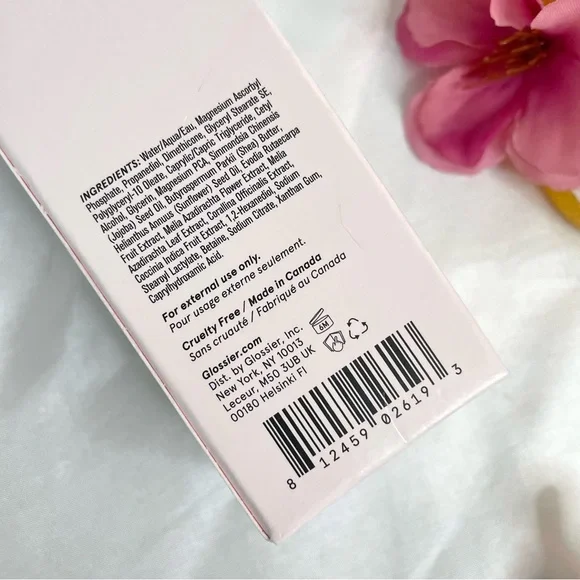 INGREDIENTS: Water/Aqua/Eau, Magnesium Ascorbyl
Phosphate, Propanediol, Dimethicone, Glyceryl Stearate SE,
Polyglyceryl-10 Oleate, Caprylic/Capric Triglyceride, Cetyl
Alcohol, Glycerin, Magnesium PCA, Simmondsia Chinensis
(Jojoba) Seed Oil, Butyrospermum Parkii (Shea) Butter,
Helianthus Annuus (Sunflower) Seed Oil, Evodia Rutaecarpa
Fruit Extract, Melia Azadirachta Flower Extract, Melia
Azadirachta Leaf Extract, Corallina Officinalis Extract,
Coccinia Indica Fruit Extract, 1,2-Hexanediol, Sodium
Stearoyl Lactylate, Betaine, Sodium Citrate, Xanthan Gum,
Caprylhydroxamic Acid.
For external use only.
Pour usage externe seulement.
Cruelty Free / Made in Canada
Sans cruauté / Fabriqué au Canada
Glossier.com
Dist. by Glossier, Inc.
New York, NY 10013
Leceur, M50 3UB UK
00180 Helsinki FI
6M
8 12459 02619 3